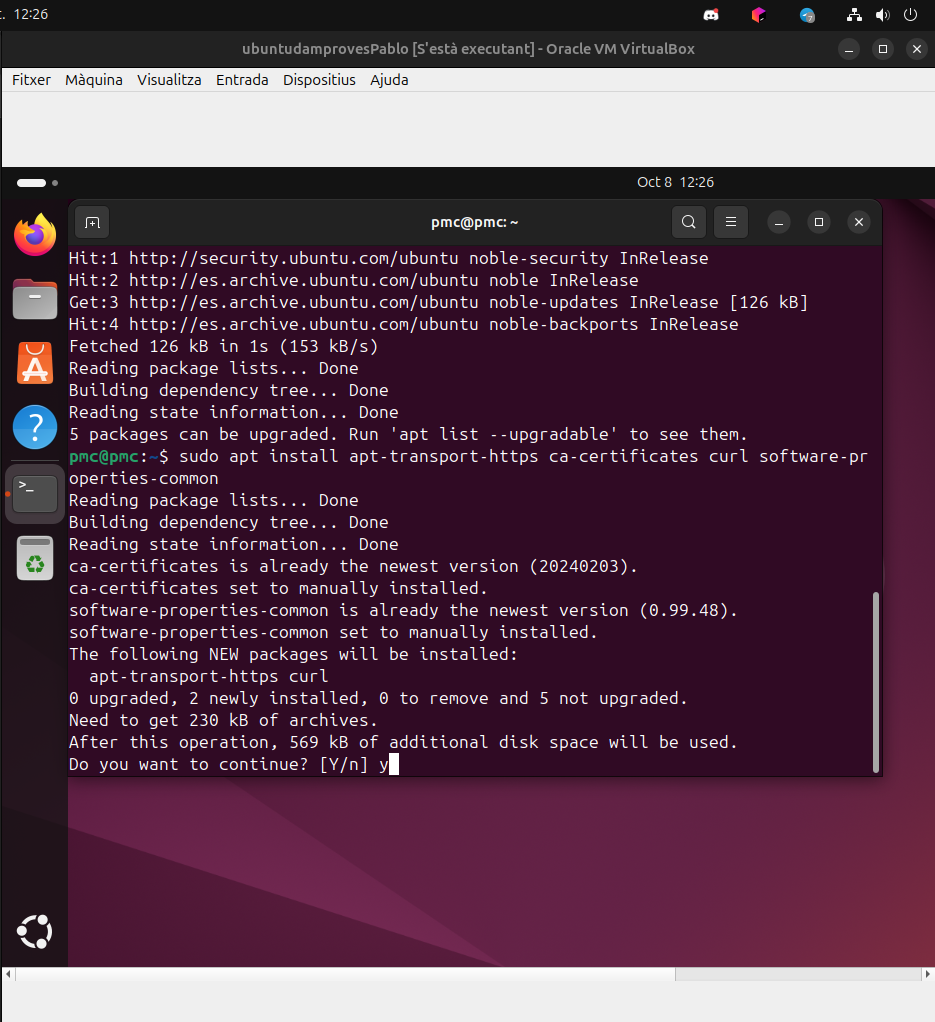 . 12:26
ubuntudamprovesPablo [S'està executant] - Oracle VM VirtualBox
Fitxer Màquina Visualitza Entrada Dispositius Ajuda
Oct 8 12:26
pmc@pmc: ~
Hit:1 http://security.ubuntu.com/ubuntu noble-security InRelease
Hit:2 http://es.archive.ubuntu.com/ubuntu noble InRelease
Get:3 http://es.archive.ubuntu.com/ubuntu noble-updates InRelease [126 kB]
Hit:4 http://es.archive.ubuntu.com/ubuntu noble-backports InRelease
Fetched 126 kB in 1s (153 kB/s)
Reading package lists... Done
Building dependency tree... Done
Reading state information... Done
5 packages can be upgraded. Run 'apt list --upgradable' to see them.
pmc@pmc:~$ sudo apt install apt-transport-https ca-certificates curl software-pr
operties-common
Reading package lists... Done
Building dependency tree... Done
Reading state information... Done
ca-certificates is already the newest version (20240203).
ca-certificates set to manually installed.
software-properties-common is already the newest version (0.99.48).
software-properties-common set to manually installed.
The following NEW packages will be installed:
  apt-transport-https curl
0 upgraded, 2 newly installed, 0 to remove and 5 not upgraded.
Need to get 230 kB of archives.
After this operation, 569 kB of additional disk space will be used.
Do you want to continue? [Y/n] y